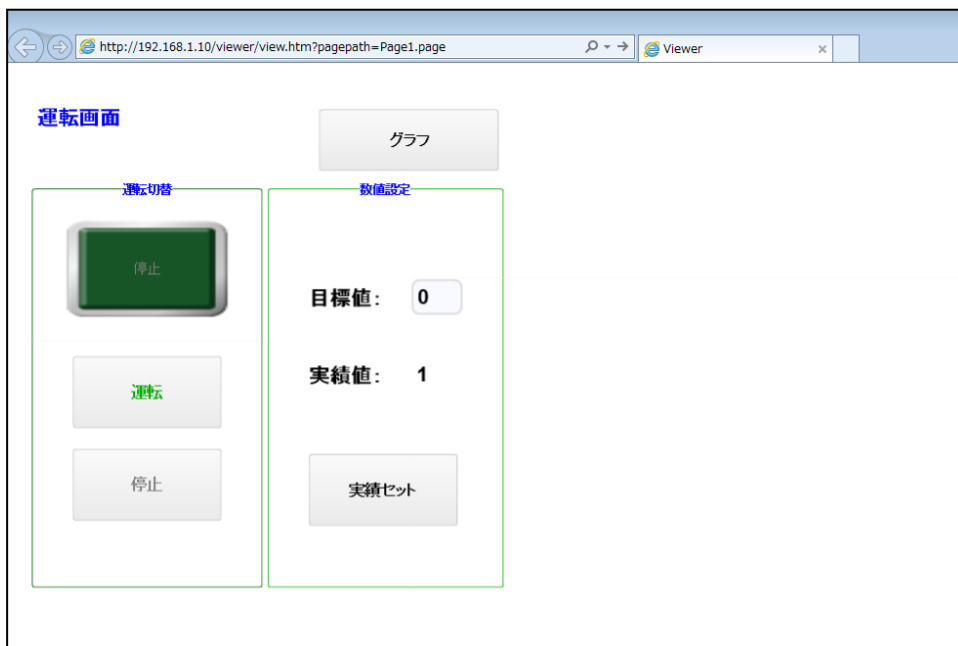 http://192.168.1.10/viewer/view.htm?pagepath=Page1.page
Viewer
運転画面
グラフ
運転切替
停止
運転
停止
数値設定
目標値: 0
実績値: 1
実績セット